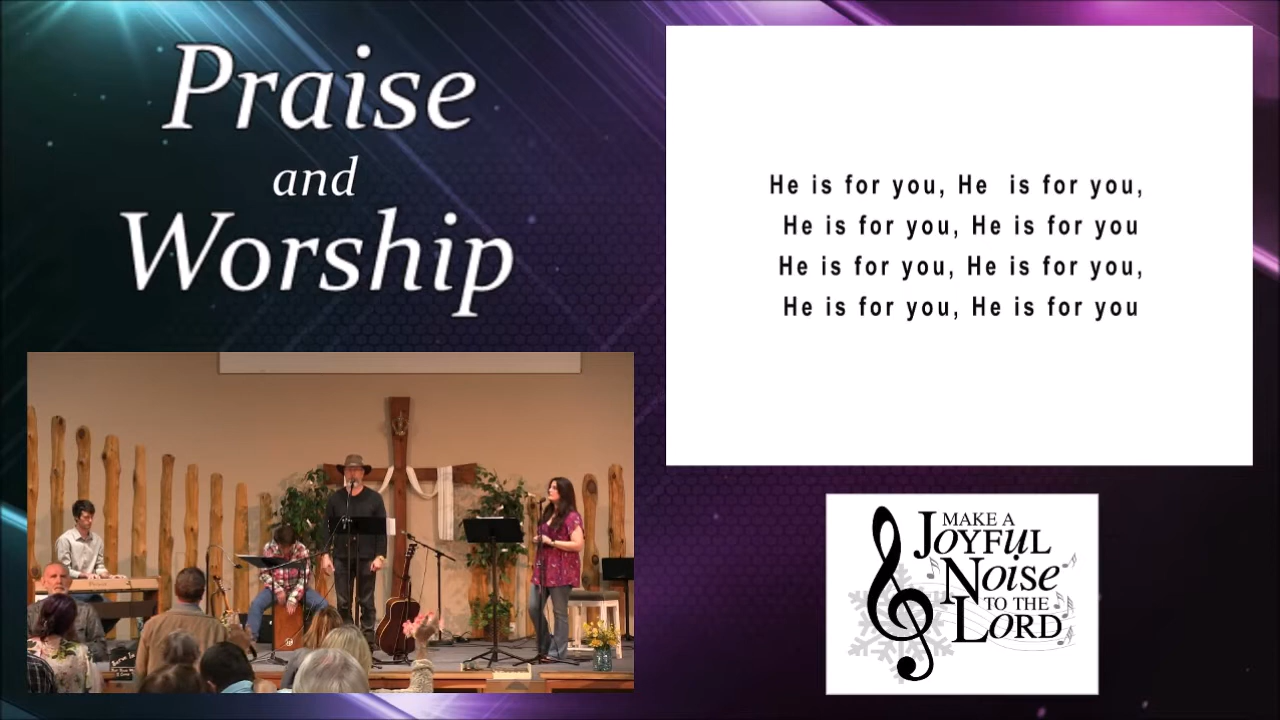 Praise
and
Worship
He is for you, He  is for you,
He is for you, He is for you
He is for you, He is for you,
He is for you, He is for you
MAKE A
JOYFUL
NOISE
TO THE
LORD